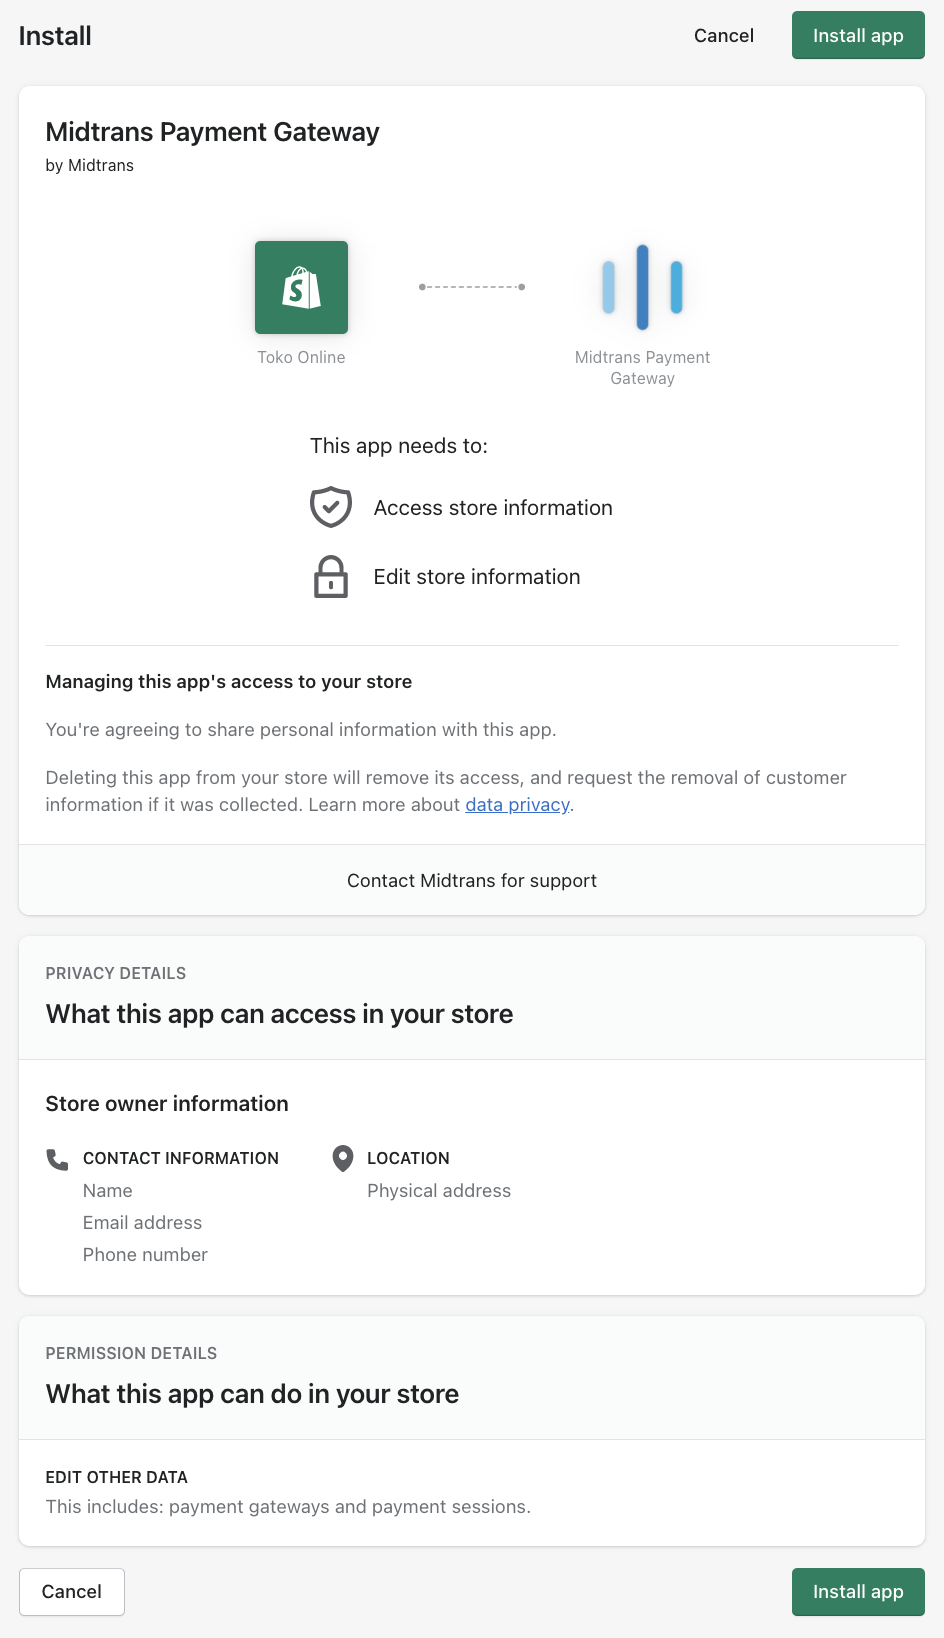 Install
Cancel
Install app
Midtrans Payment Gateway
by Midtrans
S
Toko Online
Midtrans Payment
Gateway
This app needs to:
Access store information
Edit store information
Managing this app's access to your store
You're agreeing to share personal information with this app.
Deleting this app from your store will remove its access, and request the removal of customer
information if it was collected. Learn more about data privacy.
Contact Midtrans for support
PRIVACY DETAILS
What this app can access in your store
Store owner information
CONTACT INFORMATION
Name
Email address
Phone number
LOCATION
Physical address
PERMISSION DETAILS
What this app can do in your store
EDIT OTHER DATA
This includes: payment gateways and payment sessions.
Cancel
Install app